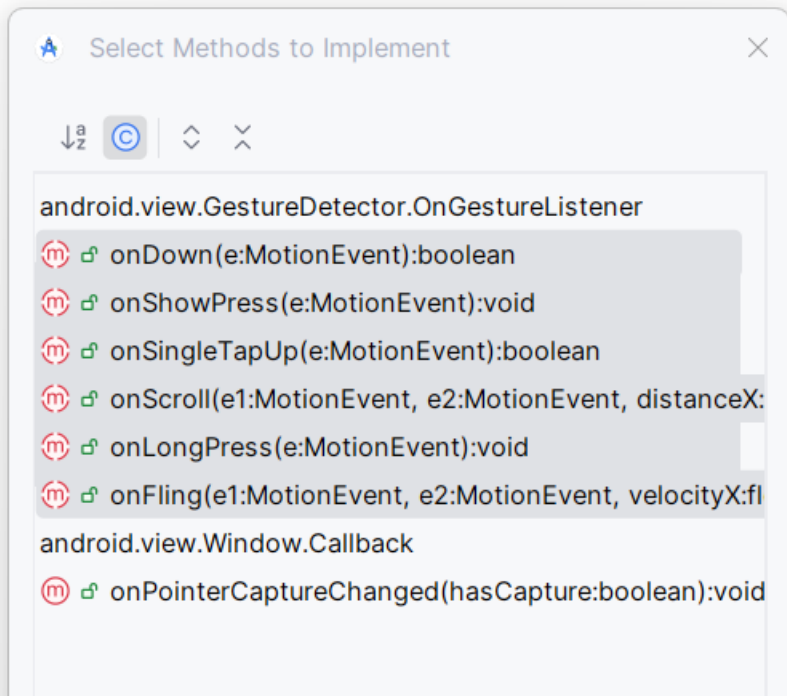 Select Methods to Implement
android.view.GestureDetector.OnGestureListener
onDown(e:MotionEvent):boolean
onShowPress(e:MotionEvent):void
onSingleTapUp(e:MotionEvent):boolean
onScroll(e1:MotionEvent, e2:MotionEvent, distanceX:
onLongPress(e:MotionEvent):void
onFling(e1:MotionEvent, e2:MotionEvent, velocityX:fl
android.view.Window.Callback
onPointerCaptureChanged(hasCapture:boolean):void